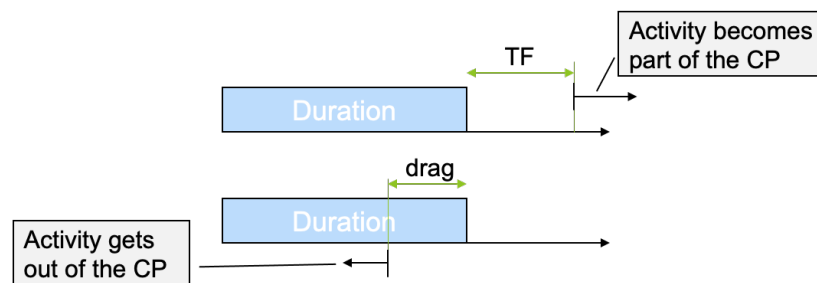 Activity becomes
part of the CP
TF
Duration
drag
Duration
Activity gets
out of the CP